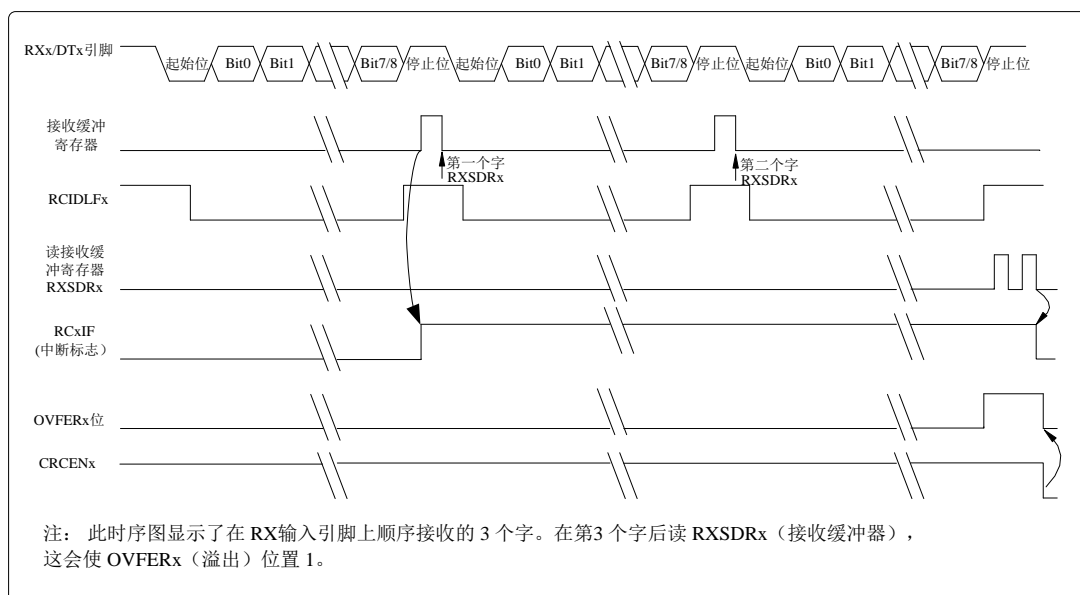 RXx/DTx引脚
起始位 Bit0 Bit1 Bit7/8 停止位 起始位 Bit0 Bit1 Bit7/8 停止位 起始位 Bit0 Bit1 Bit7/8 停止位
接收缓冲
寄存器
第一个字
RXSDRx
第二个字
RXSDRx
RCIDLFx
读接收缓
冲寄存器
RXSDRx
RCxIF
(中断标志）
OVFERx位
CRCENx
注： 此时序图显示了在 RX输入引脚上顺序接收的 3 个字。在第3 个字后读 RXSDRx（接收缓冲器），
这会使 OVFERx（溢出）位置 1。